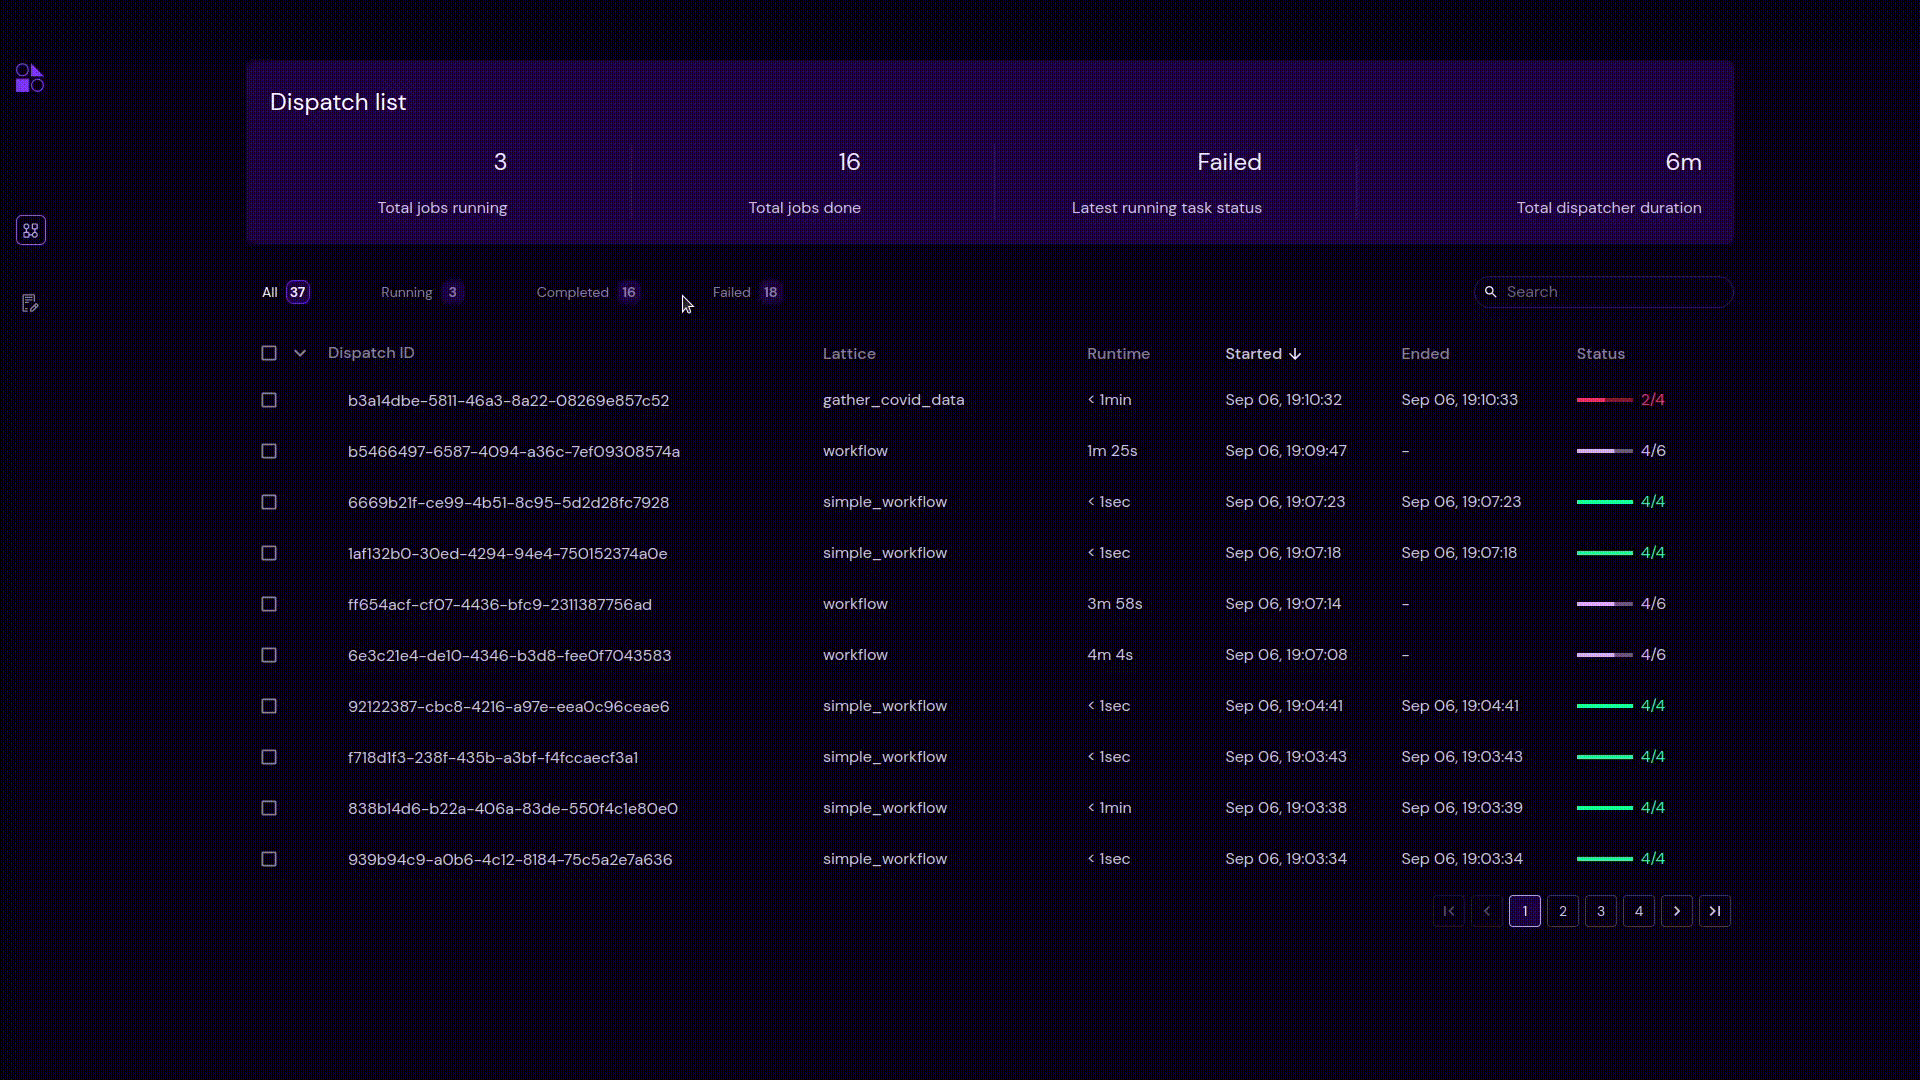 Dispatch list
3 16 Failed 6m
Total jobs running Total jobs done Latest running task status Total dispatcher duration
All 37 Running 3 Completed 16 Failed 18 Search
Dispatch ID Lattice Runtime Started Ended Status
b3a14dbe-5811-46a3-8a22-08269e857c52 gather_covid_data < 1min Sep 06, 19:10:32 Sep 06, 19:10:33 2/4
b5466497-6587-4094-a36c-7ef09308574a workflow 1m 25s Sep 06, 19:09:47 - 4/6
6669b21f-ce99-4b51-8c95-5d2d28fc7928 simple_workflow < 1sec Sep 06, 19:07:23 Sep 06, 19:07:23 4/4
1af132b0-30ed-4294-94e4-750152374a0e simple_workflow < 1sec Sep 06, 19:07:18 Sep 06, 19:07:18 4/4
ff654acf-cf07-4436-bfc9-2311387756ad workflow 3m 58s Sep 06, 19:07:14 - 4/6
6e3c21e4-de10-4346-b3d8-fee0f7043583 workflow 4m 4s Sep 06, 19:07:08 - 4/6
92122387-cbc8-4216-a97e-eea0c96ceae6 simple_workflow < 1sec Sep 06, 19:04:41 Sep 06, 19:04:41 4/4
f718d1f3-238f-435b-a3bf-f4fccaecf3a1 simple_workflow < 1sec Sep 06, 19:03:43 Sep 06, 19:03:43 4/4
838b14d6-b22a-406a-83de-550f4c1e80e0 simple_workflow < 1min Sep 06, 19:03:38 Sep 06, 19:03:39 4/4
939b94c9-a0b6-4c12-8184-75c5a2e7a636 simple_workflow < 1sec Sep 06, 19:03:34 Sep 06, 19:03:34 4/4
1 2 3 4